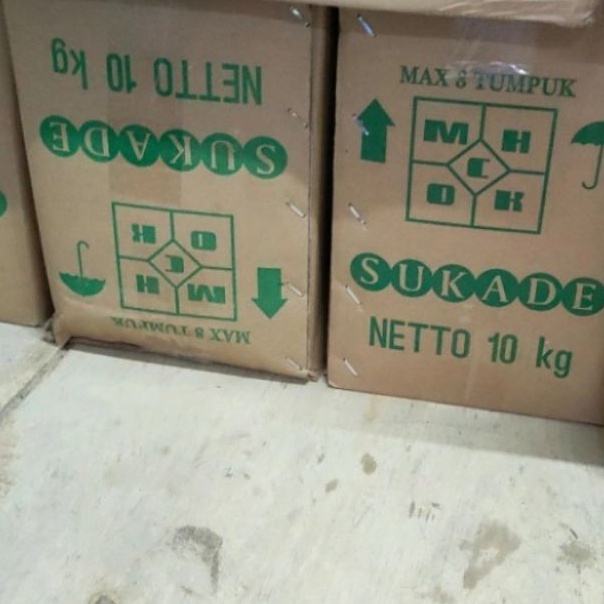 NETTO 10 kg
SUKADE
M H
C
O K
MAX 8 TUMPUK
MAX 8 TUMPUK
M H
C
O K
SUKADE
NETTO 10 kg